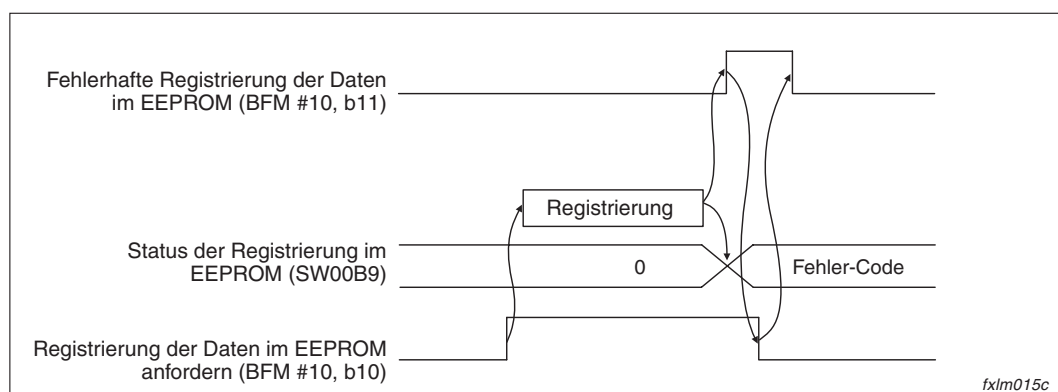 Fehlerhafte Registrierung der Daten
im EEPROM (BFM #10, b11)
Registrierung
Status der Registrierung im
EEPROM (SW00B9)
0
Fehler-Code
Registrierung der Daten im EEPROM
anfordern (BFM #10, b10)
fxlm015c